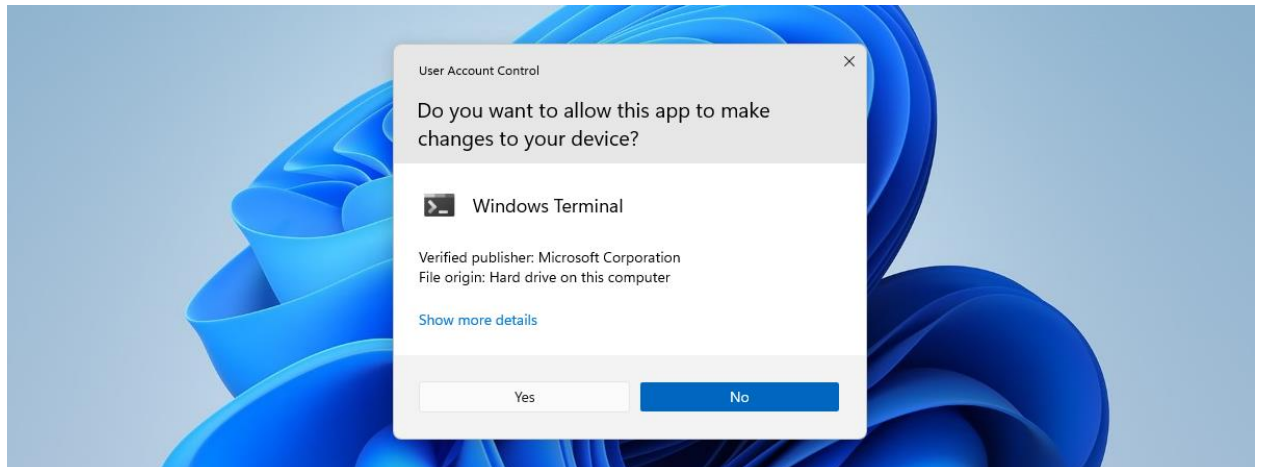 User Account Control
Do you want to allow this app to make
changes to your device?
Windows Terminal
Verified publisher: Microsoft Corporation
File origin: Hard drive on this computer
Show more details
Yes
No